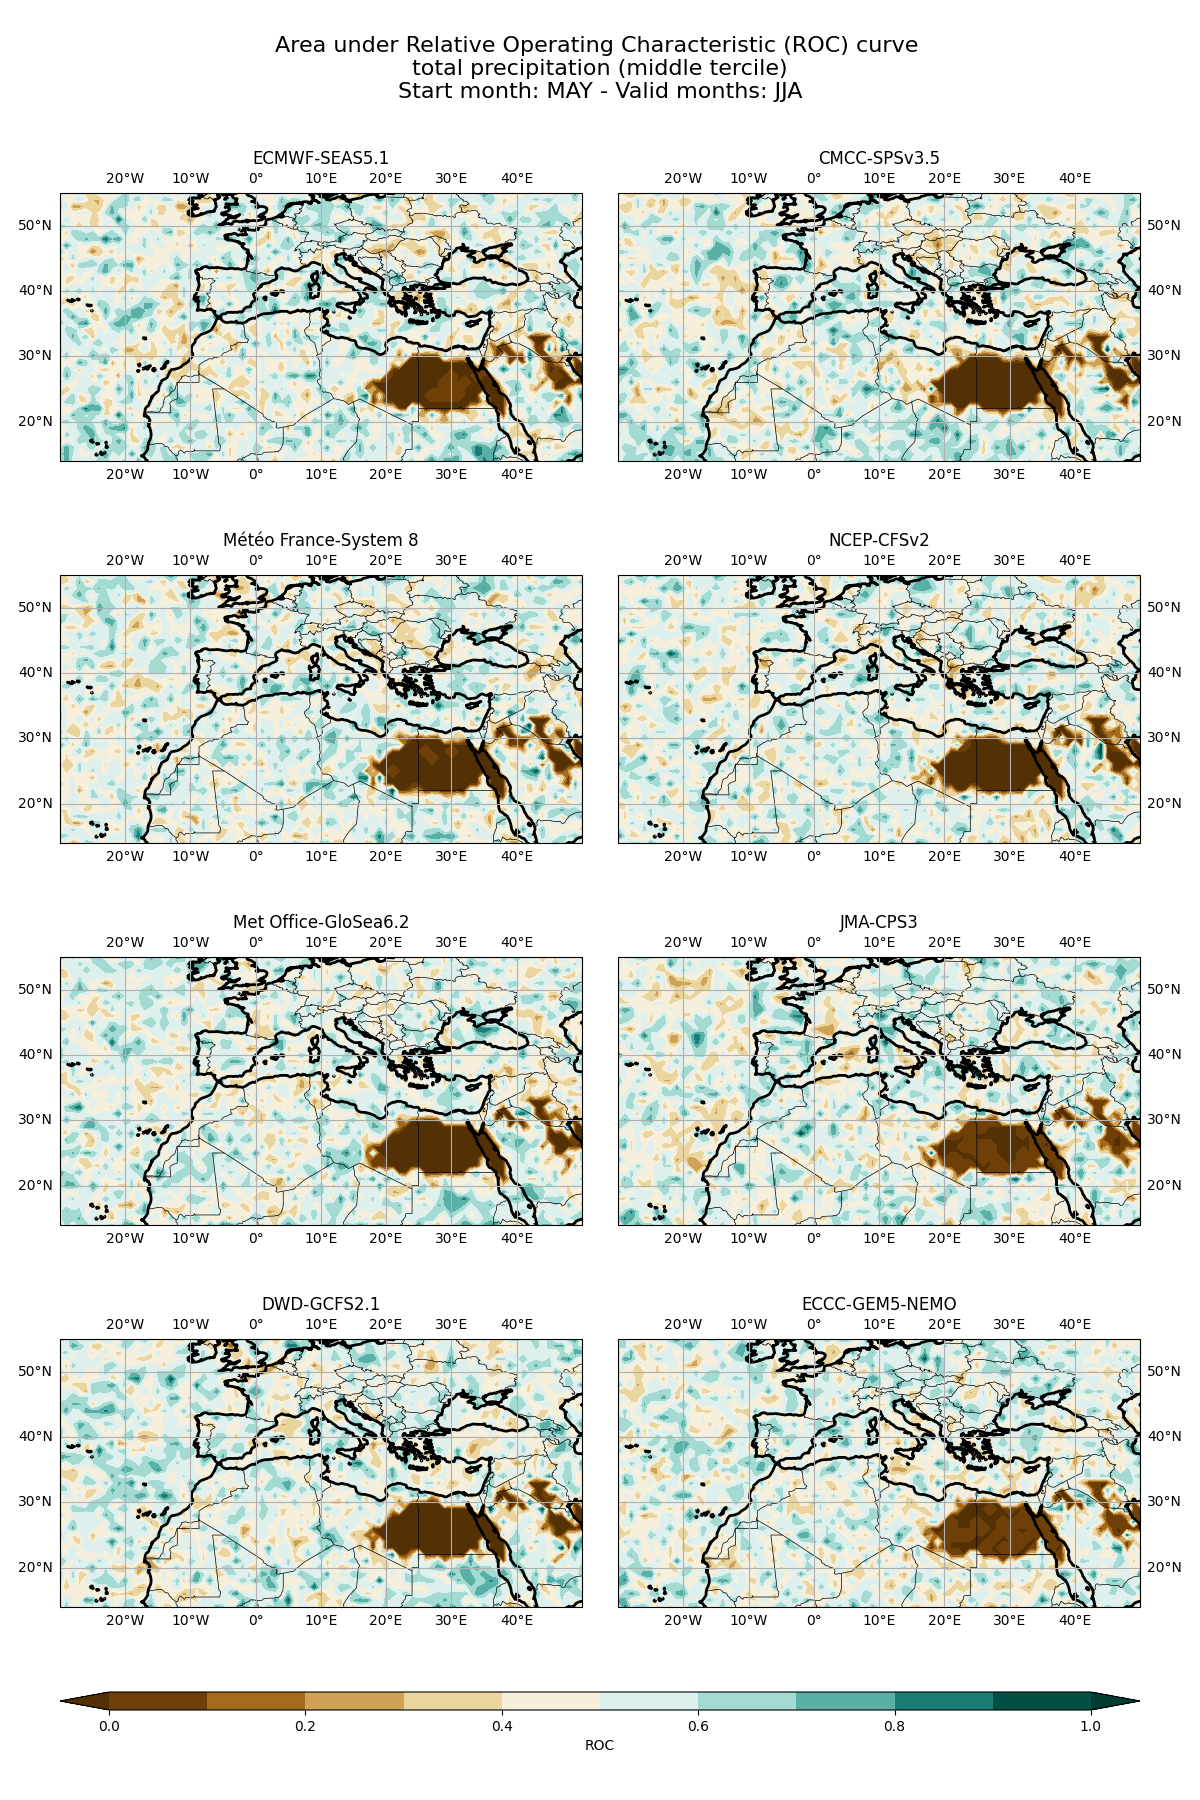 Area under Relative Operating Characteristic (ROC) curve
total precipitation (middle tercile)
Start month: MAY - Valid months: JJA
ECMWF-SEAS5.1
20°W 10°W 0° 10°E 20°E 30°E 40°E
50°N
40°N
30°N
20°N
20°W 10°W 0° 10°E 20°E 30°E 40°E
CMCC-SPSv3.5
20°W 10°W 0° 10°E 20°E 30°E 40°E
50°N
40°N
30°N
20°N
20°W 10°W 0° 10°E 20°E 30°E 40°E
Météo France-System 8
20°W 10°W 0° 10°E 20°E 30°E 40°E
50°N
40°N
30°N
20°N
20°W 10°W 0° 10°E 20°E 30°E 40°E
NCEP-CFSv2
20°W 10°W 0° 10°E 20°E 30°E 40°E
50°N
40°N
30°N
20°N
20°W 10°W 0° 10°E 20°E 30°E 40°E
Met Office-GloSea6.2
20°W 10°W 0° 10°E 20°E 30°E 40°E
50°N
40°N
30°N
20°N
20°W 10°W 0° 10°E 20°E 30°E 40°E
JMA-CPS3
20°W 10°W 0° 10°E 20°E 30°E 40°E
50°N
40°N
30°N
20°N
20°W 10°W 0° 10°E 20°E 30°E 40°E
DWD-GCFS2.1
20°W 10°W 0° 10°E 20°E 30°E 40°E
50°N
40°N
30°N
20°N
20°W 10°W 0° 10°E 20°E 30°E 40°E
ECCC-GEM5-NEMO
20°W 10°W 0° 10°E 20°E 30°E 40°E
50°N
40°N
30°N
20°N
20°W 10°W 0° 10°E 20°E 30°E 40°E
0.0 0.2 0.4 0.6 0.8 1.0
ROC